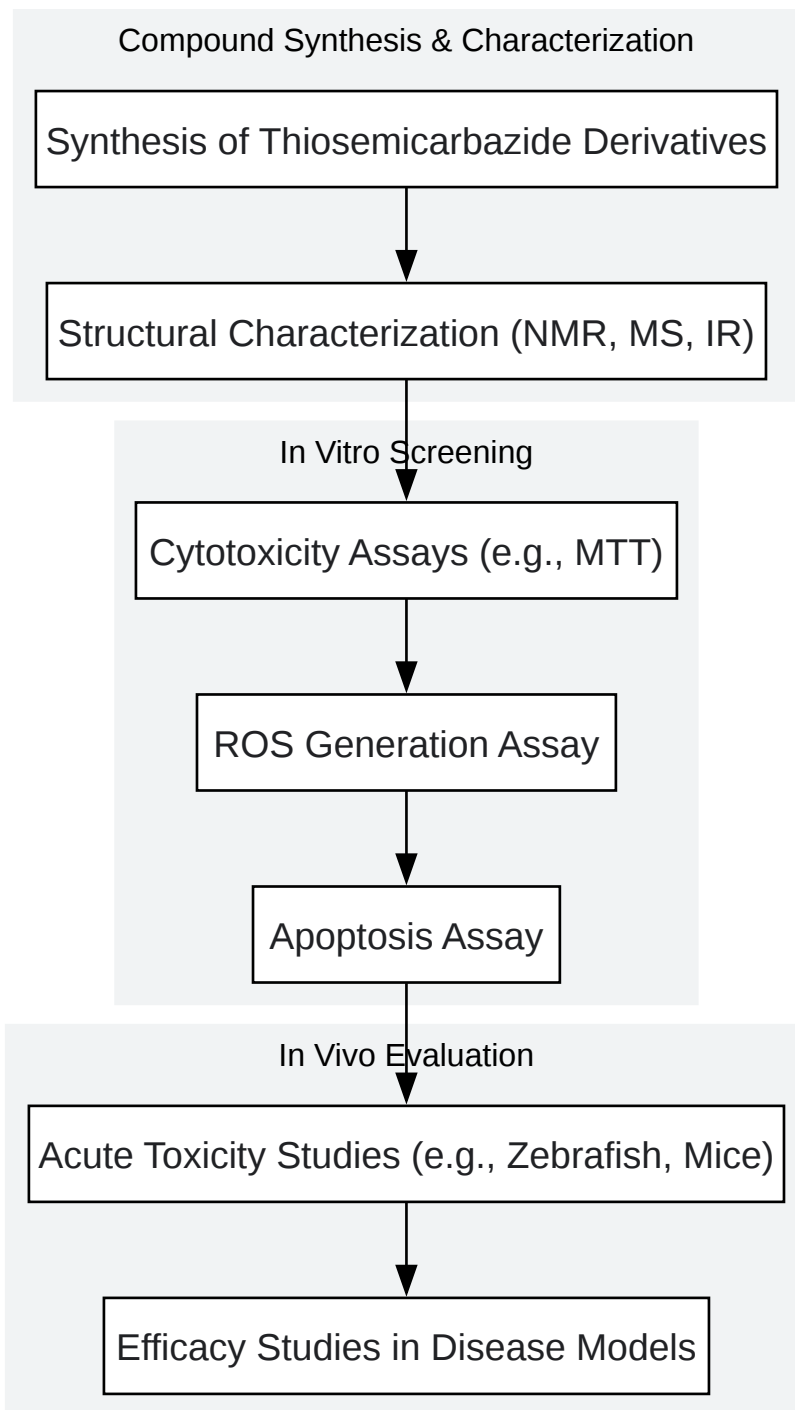 Compound Synthesis & Characterization
Synthesis of Thiosemicarbazide Derivatives
Structural Characterization (NMR, MS, IR)
In Vitro Screening
Cytotoxicity Assays (e.g., MTT)
ROS Generation Assay
Apoptosis Assay
In Vivo Evaluation
Acute Toxicity Studies (e.g., Zebrafish, Mice)
Efficacy Studies in Disease Models